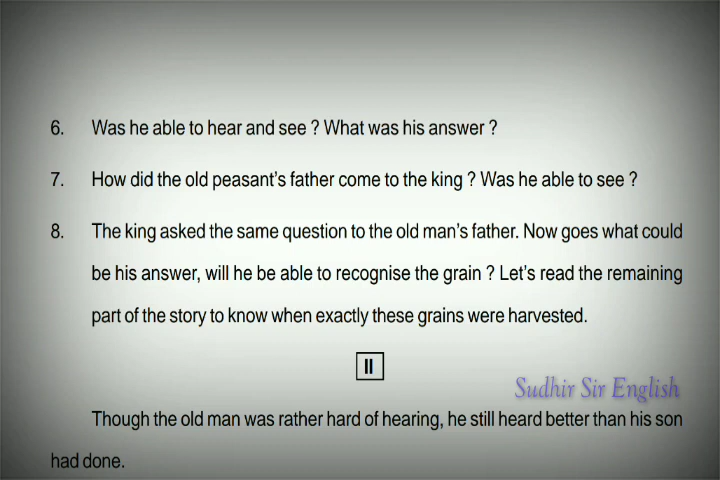 6. Was he able to hear and see ? What was his answer ?
7. How did the old peasant's father come to the king ? Was he able to see ?
8. The king asked the same question to the old man's father. Now goes what could
be his answer, will he be able to recognise the grain ? Let's read the remaining
part of the story to know when exactly these grains were harvested.
II
Sudhir Sir English
Though the old man was rather hard of hearing, he still heard better than his son
had done.